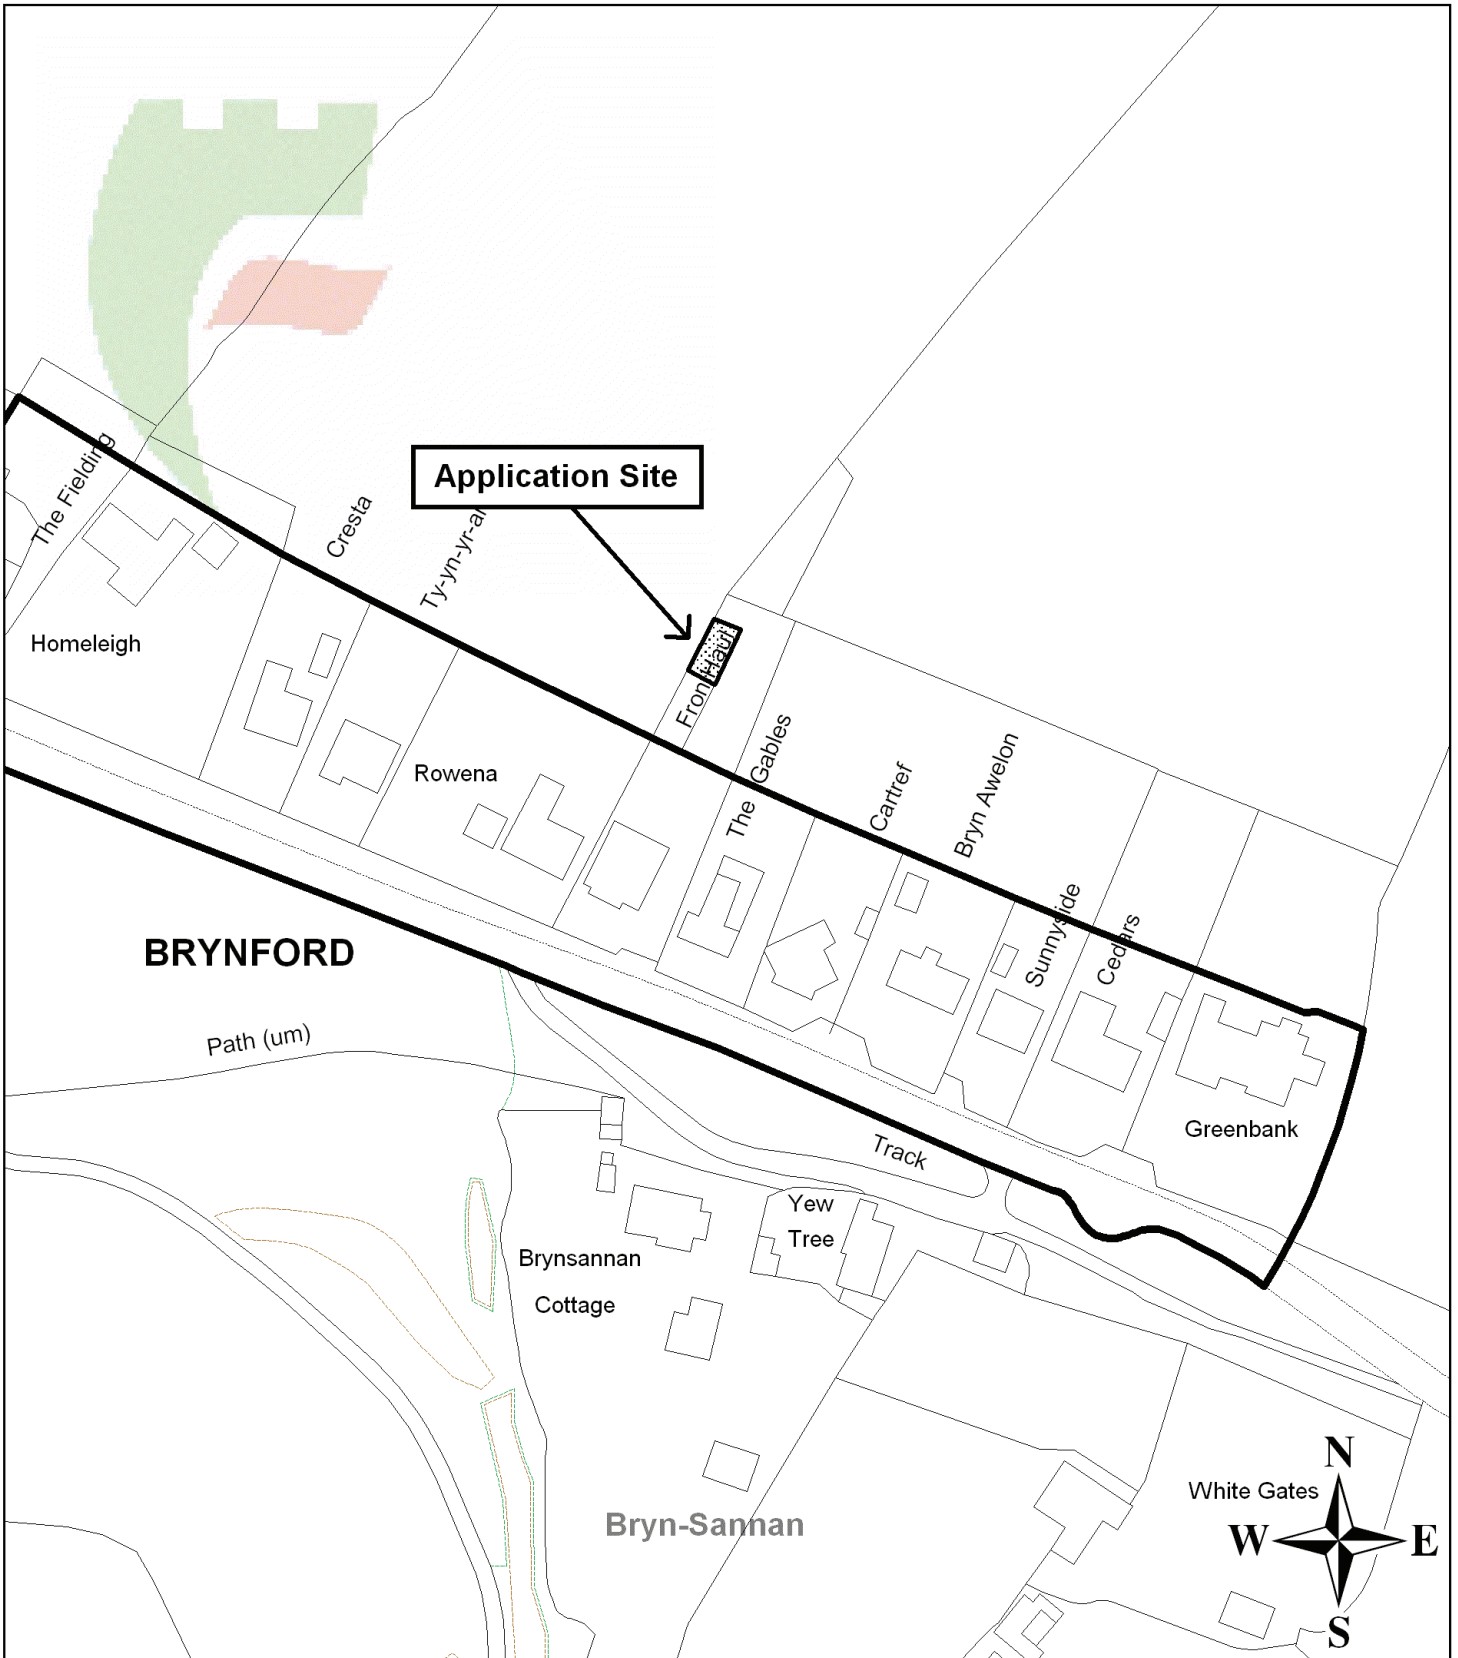 The Fielding
Homeleigh
Cresta
Ty-yn-yr-
Application Site
Rowena
Fron Haul
The Gables
Cartref
Bryn Awelon
Sunnyside
Cedars
Greenbank
BRYNFORD
Path (um)
Track
Yew
Tree
Brynsannan
Cottage
Bryn-Sannan
White Gates
N
W
E
S